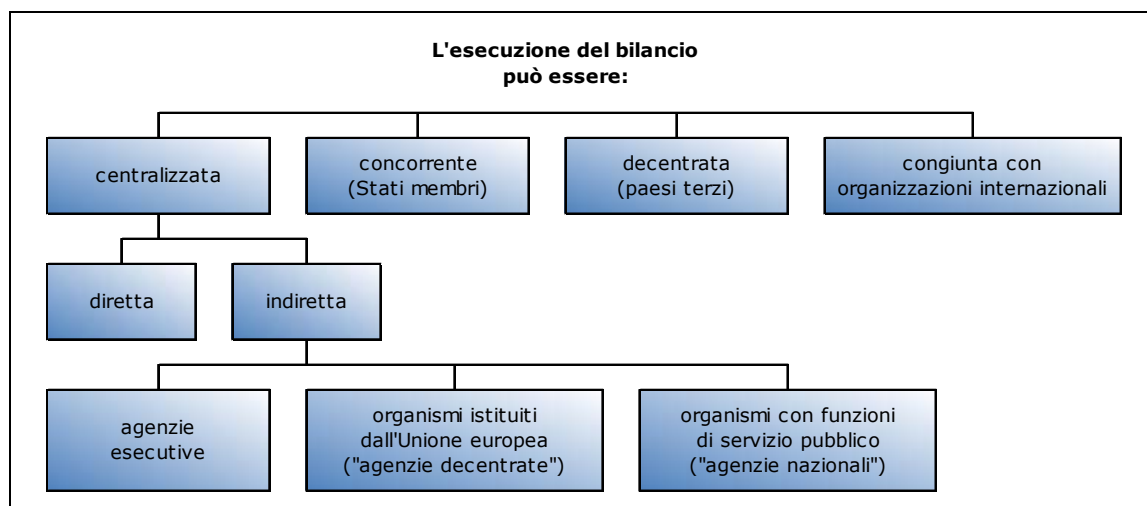 L'esecuzione del bilancio
può essere:
centralizzata
concorrente
(Stati membri)
decentrata
(paesi terzi)
congiunta con
organizzazioni internazionali
diretta
indiretta
agenzie
esecutive
organismi istituiti
dall'Unione europea
("agenzie decentrate")
organismi con funzioni
di servizio pubblico
("agenzie nazionali")